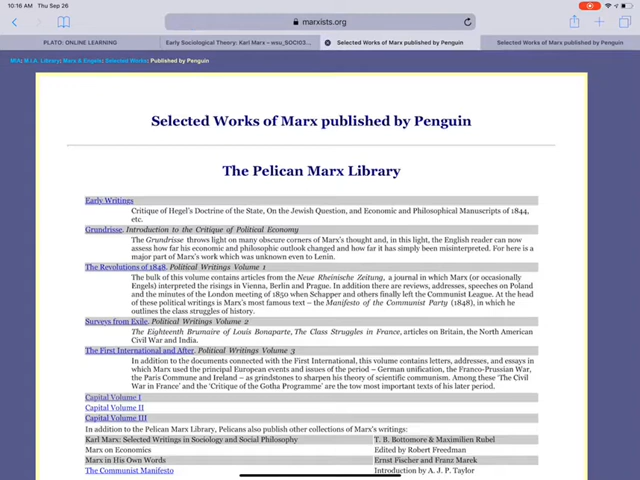 10:16 AM Thu Sep 26
marxists.org
PLATO: ONLINE LEARNING
Early Sociological Theory: Karl Marx – wsu_SOCI03...
Selected Works of Marx published by Penguin
Selected Works of Marx published by Penguin
MIA: M.I.A. Library: Marx & Engels: Selected Works: Published by Penguin
Selected Works of Marx published by Penguin
The Pelican Marx Library
Early Writings
Critique of Hegel's Doctrine of the State, On the Jewish Question, and Economic and Philosophical Manuscripts of 1844,
etc.
Grundrisse. Introduction to the Critique of Political Economy
The Grundrisse throws light on many obscure corners of Marx's thought and, in this light, the English reader can now
assess how far his economic and philosophic outlook changed and how far it has simply been misinterpreted. For here is a
major part of Marx's work which was unknown even to Lenin.
The Revolutions of 1848. Political Writings Volume 1
The bulk of this volume contains articles from the Neue Rheinische Zeitung, a journal in which Marx (or occasionally
Engels) interpreted the risings in Vienna, Berlin and Prague. In addition there are reviews, addresses, speeches on Poland
and the minutes of the London meeting of 1850 when Schapper and others finally left the Communist League. At the head
of these political writings is Marx's most famous text – the Manifesto of the Communist Party (1848), in which he
outlines the class struggles of history.
Surveys from Exile. Political Writings Volume 2
The Eighteenth Brumaire of Louis Bonaparte, The Class Struggles in France, articles on Britain, the North American
Civil War and India.
The First International and After. Political Writings Volume 3
In addition to the documents connected with the First International, this volume contains letters, addresses, and essays in
which Marx used the principal European events and issues of the period – German unification, the Franco-Prussian War,
the Paris Commune and Ireland – as grindstones to sharpen his theory of scientific communism. Among these 'The Civil
War in France' and the 'Critique of the Gotha Programme' are the tow most important texts of his later period.
Capital Volume I
Capital Volume II
Capital Volume III
In addition to the Pelican Marx Library, Pelicans also publish other collections of Marx's writings:
Karl Marx: Selected Writings in Sociology and Social Philosophy T. B. Bottomore & Maximilien Rubel
Marx on Economics Edited by Robert Freedman
Marx in His Own Words Ernst Fischer and Franz Marek
The Communist Manifesto Introduction by A. J. P. Taylor